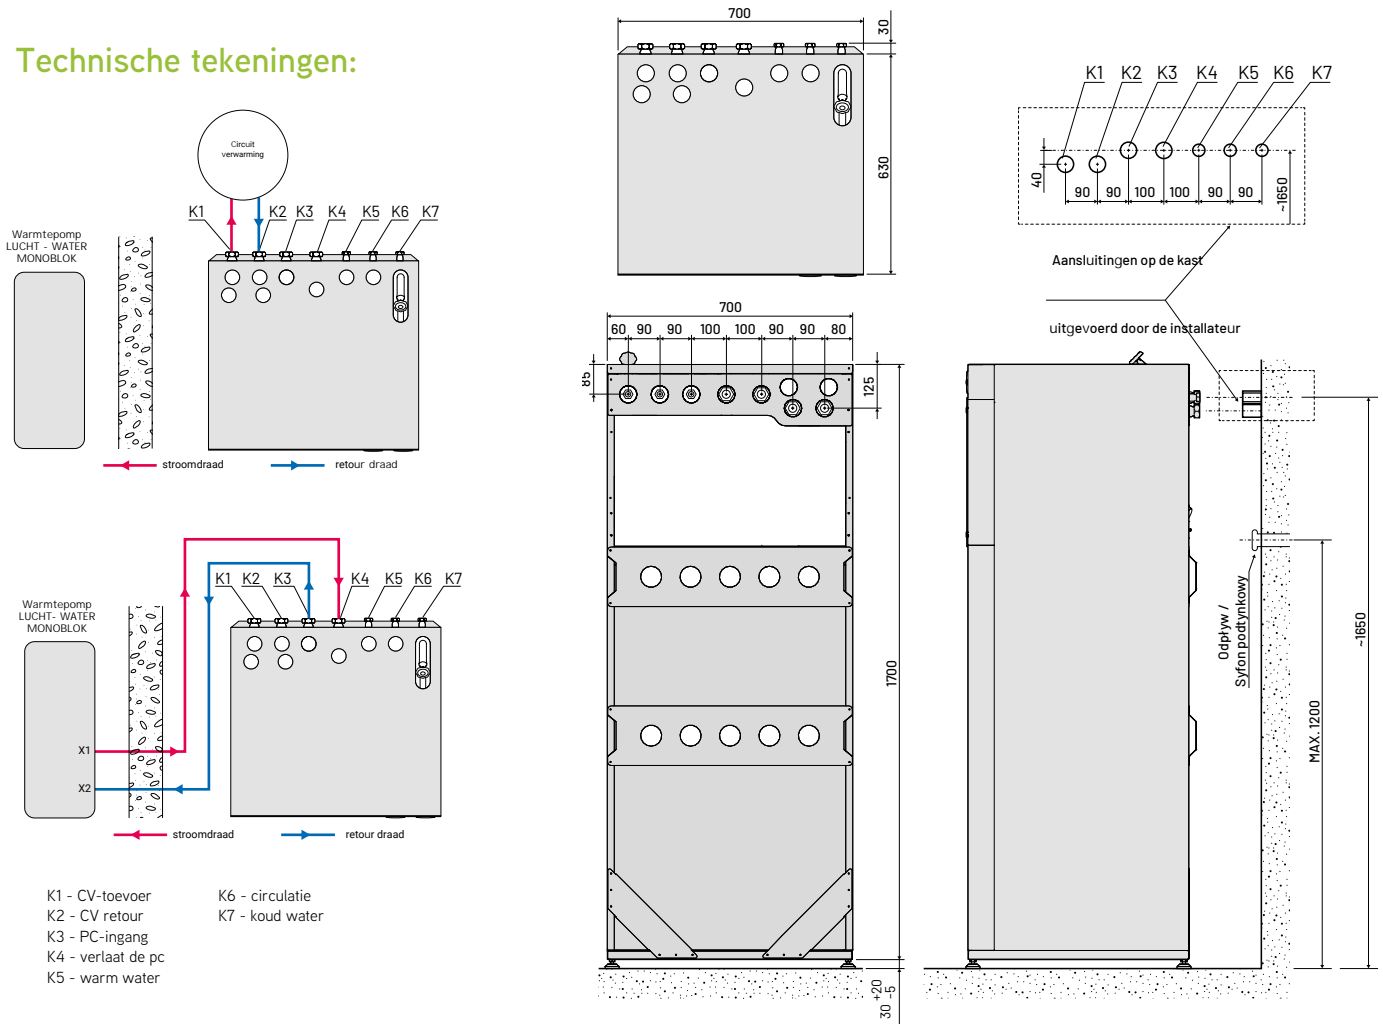 Technische tekeningen:
Circuit
verwarming
K1
K2
K3
K4
K5
K6
K7
Warmtepomp
LUCHT - WATER
MONOBLOK
stroomdraad
retour draad
K1
K2
K3
K4
K5
K6
K7
Warmtepomp
LUCHT- WATER
MONOBLOK
X1
X2
stroomdraad
retour draad
K1 - CV-toevoer
K2 - CV retour
K3 - PC-ingang
K4 - verlaat de pc
K5 - warm water
K6 - circulatie
K7 - koud water
700
30
630
700
60
90
90
100
100
90
90
80
85
125
1700
30 +20 -5
K1
K2
K3
K4
K5
K6
K7
40
90
90
100
100
90
90
~1650
Aansluitingen op de kast
uitgevoerd door de installateur
Odpływ /
Syfon podtynkowy
MAX. 1200
~1650